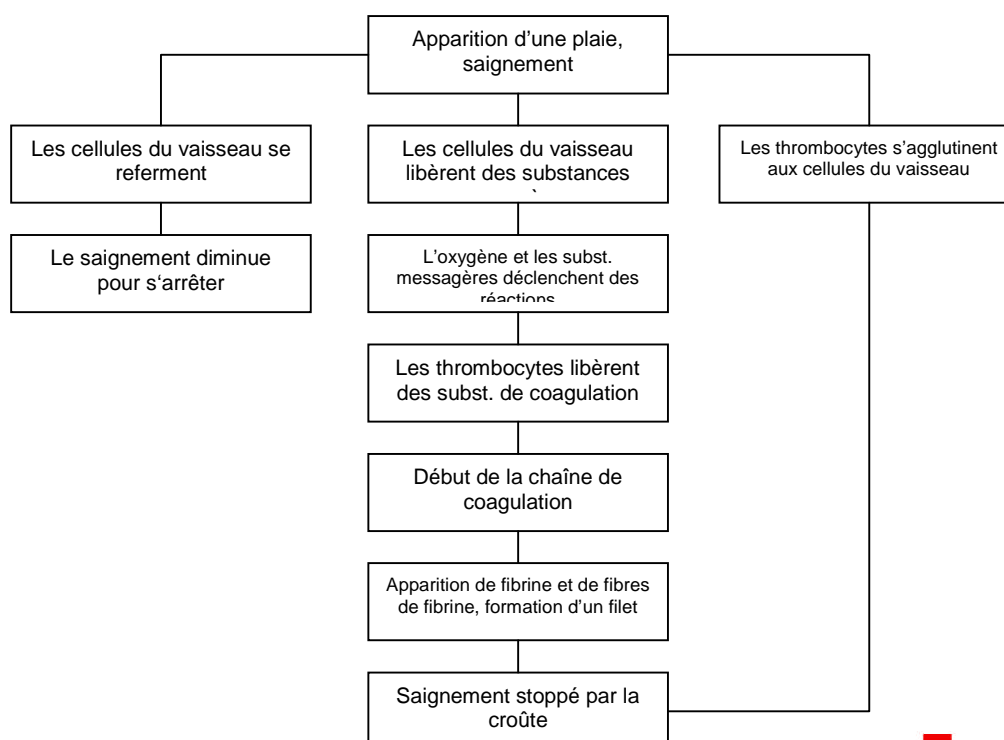 Apparition d’une plaie,
saignement
Les cellules du vaisseau se
referment
Les cellules du vaisseau
libèrent des substances
Les thrombocytes s’agglutinent
aux cellules du vaisseau
Le saignement diminue
pour s‘arrêter
L’oxygène et les subst.
messagères déclenchent des
réactions
Les thrombocytes libèrent
des subst. de coagulation
Début de la chaîne de
coagulation
Apparition de fibrine et de fibres
de fibrine, formation d’un filet
Saignement stoppé par la
croûte